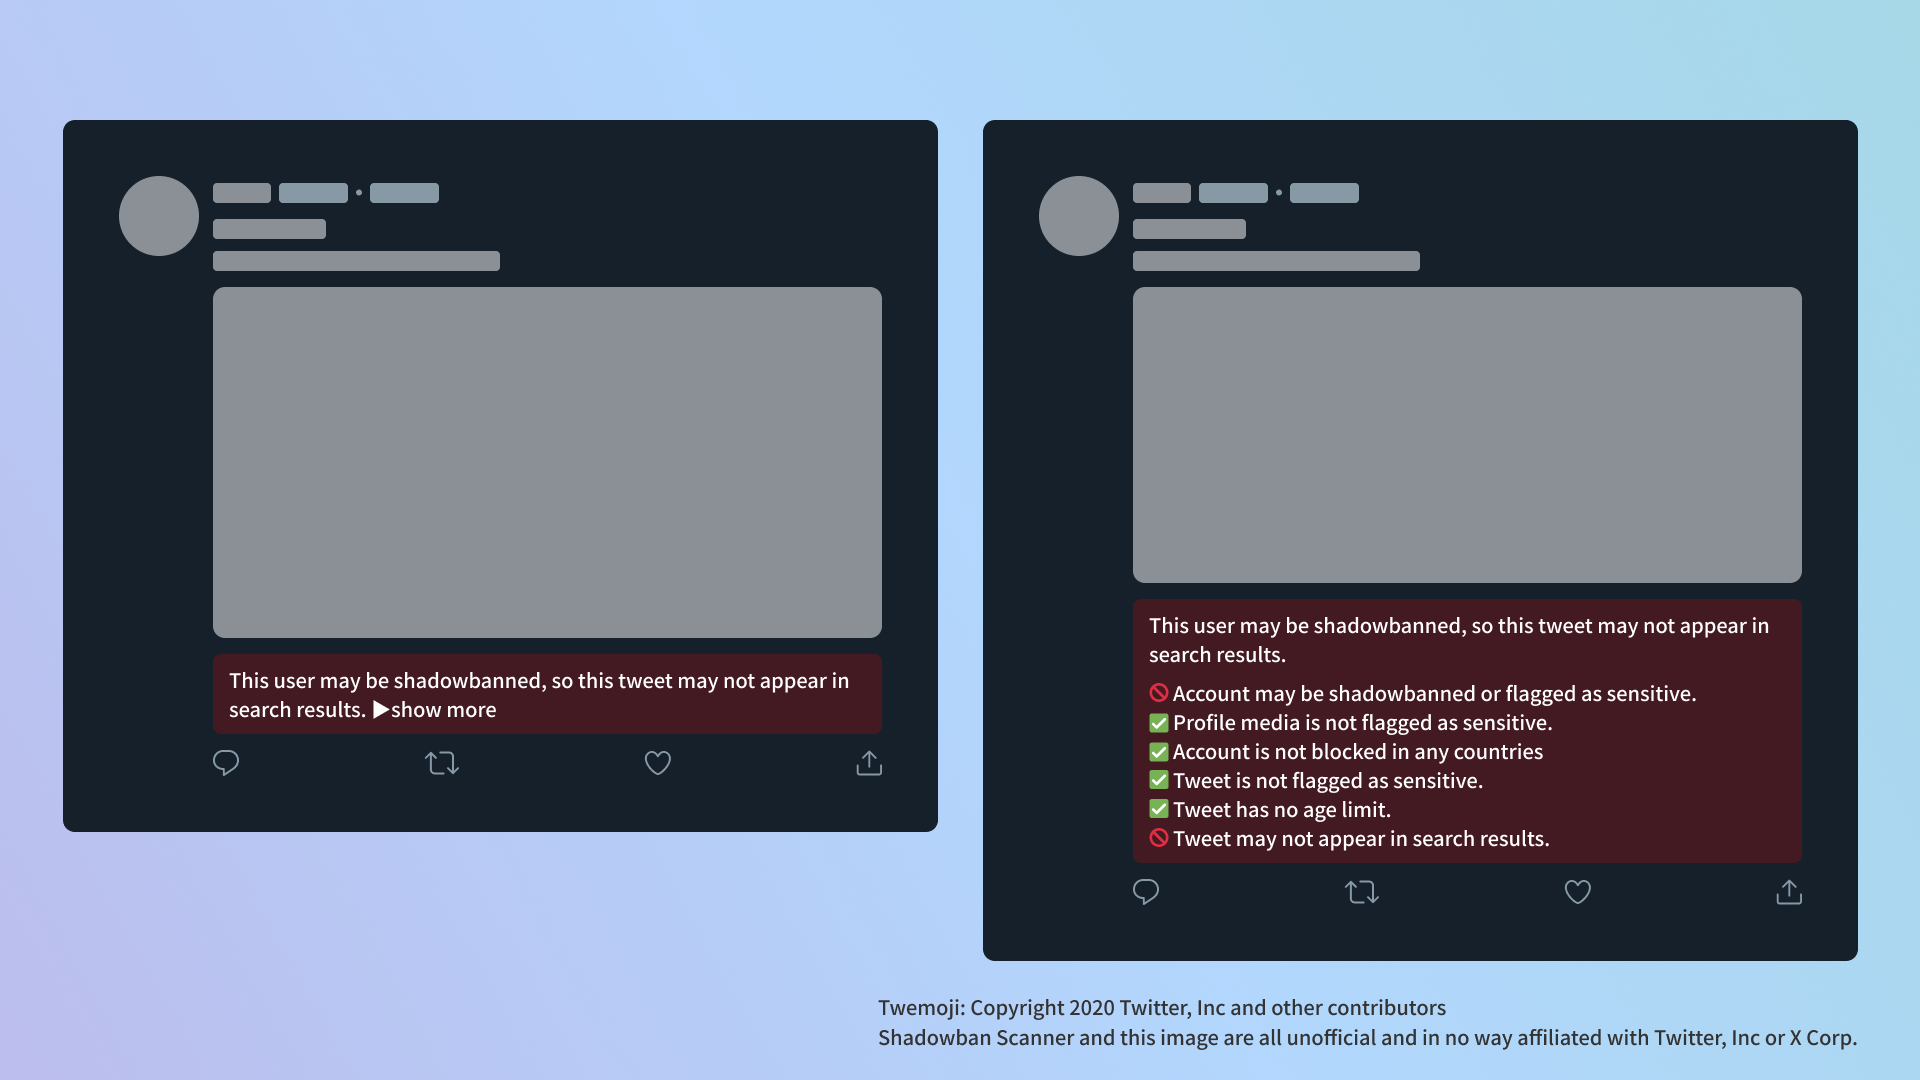 This user may be shadowbanned, so this tweet may not appear in
search results. ▶show more
This user may be shadowbanned, so this tweet may not appear in
search results.
🚫Account may be shadowbanned or flagged as sensitive.
✅Profile media is not flagged as sensitive.
✅Account is not blocked in any countries
✅Tweet is not flagged as sensitive.
✅Tweet has no age limit.
🚫Tweet may not appear in search results.
Twemoji: Copyright 2020 Twitter, Inc and other contributors
Shadowban Scanner and this image are all unofficial and in no way affiliated with Twitter, Inc or X Corp.